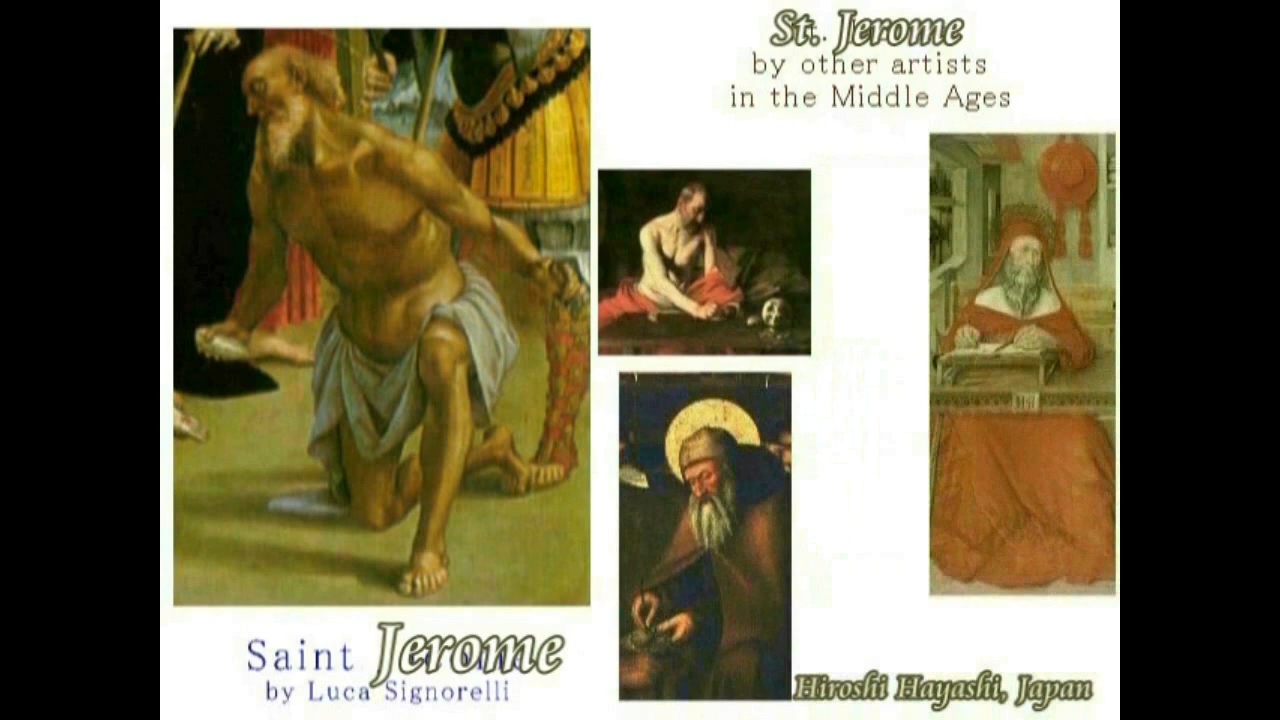 St. Jerome
by other artists
in the Middle Ages
Saint Jerome
by Luca Signorelli
Hiroshi Hayashi, Japan